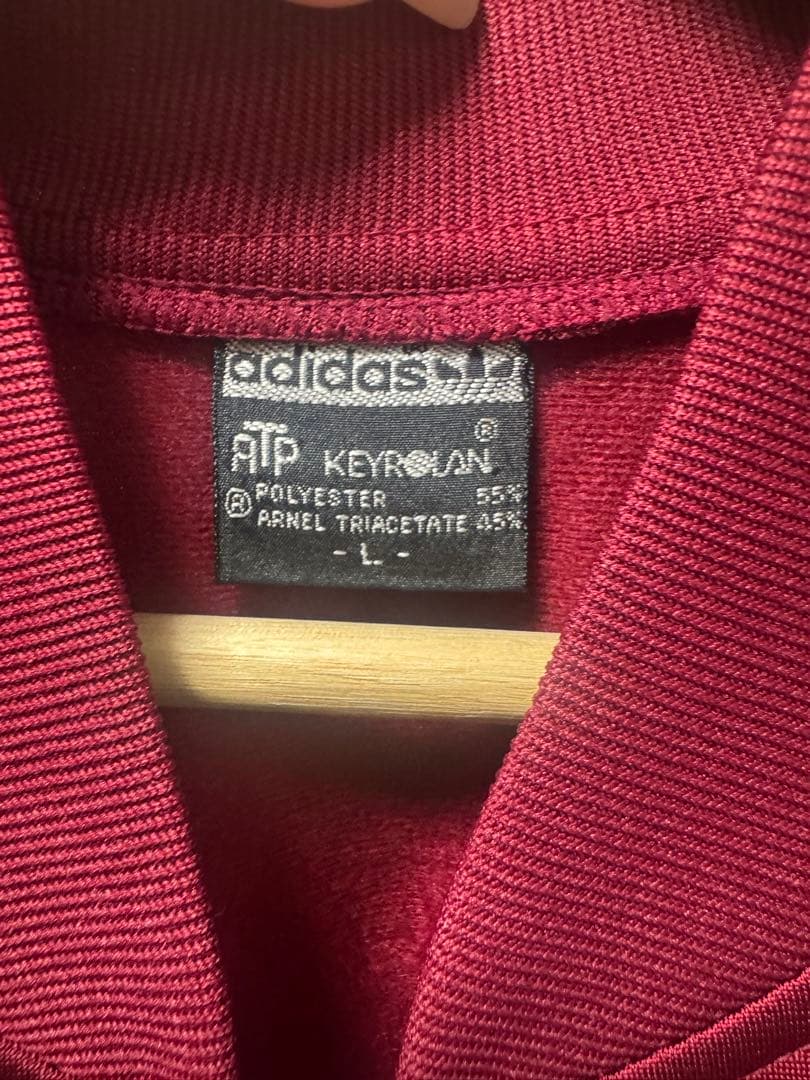 adidas
ATP KEYROLAN ®
Ⓐ POLYESTER 55%
ARNEL TRIACETATE 45%
- L -